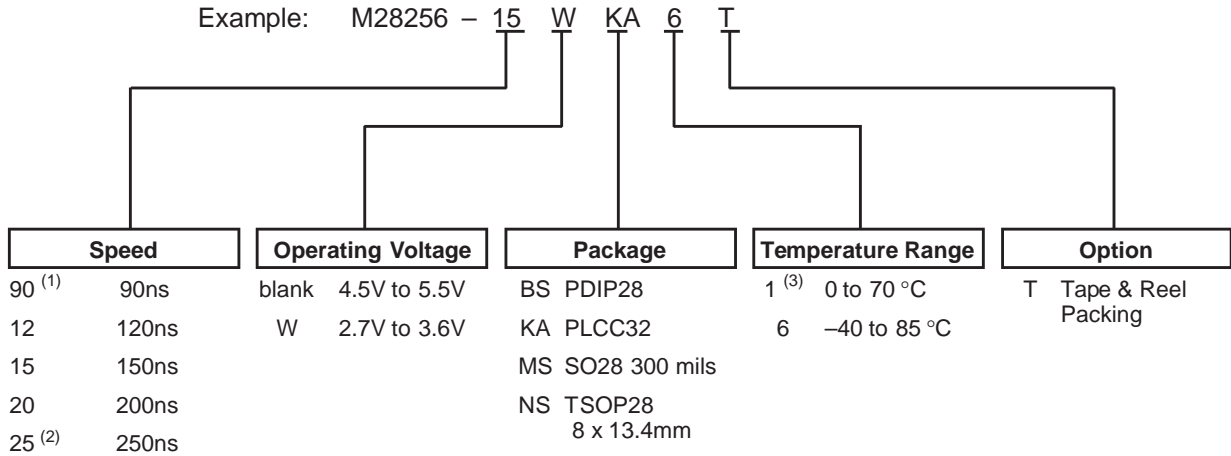 Example: M28256 – 15 W KA 6 T
Speed
90 (1) 90ns
12 120ns
15 150ns
20 200ns
25 (2) 250ns
Operating Voltage
blank 4.5V to 5.5V
W 2.7V to 3.6V
Package
BS PDIP28
KA PLCC32
MS SO28 300 mils
NS TSOP28
8 x 13.4mm
Temperature Range
1 (3) 0 to 70 °C
6 –40 to 85 °C
Option
T Tape & Reel
Packing